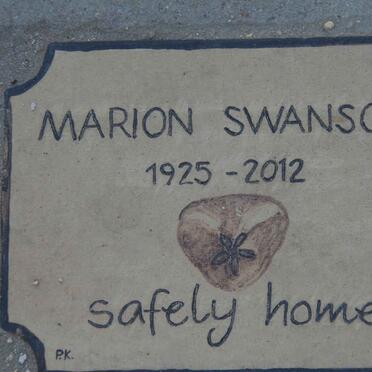 MARION SWANSO
1925 - 2012
safely home
P.K.